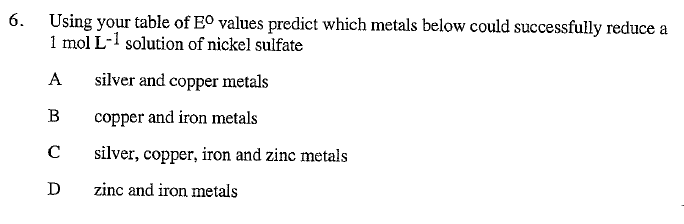 6. Using your table of Eº values predict which metals below could successfully reduce a
1 mol L⁻¹ solution of nickel sulfate
A silver and copper metals
B copper and iron metals
C silver, copper, iron and zinc metals
D zinc and iron metals